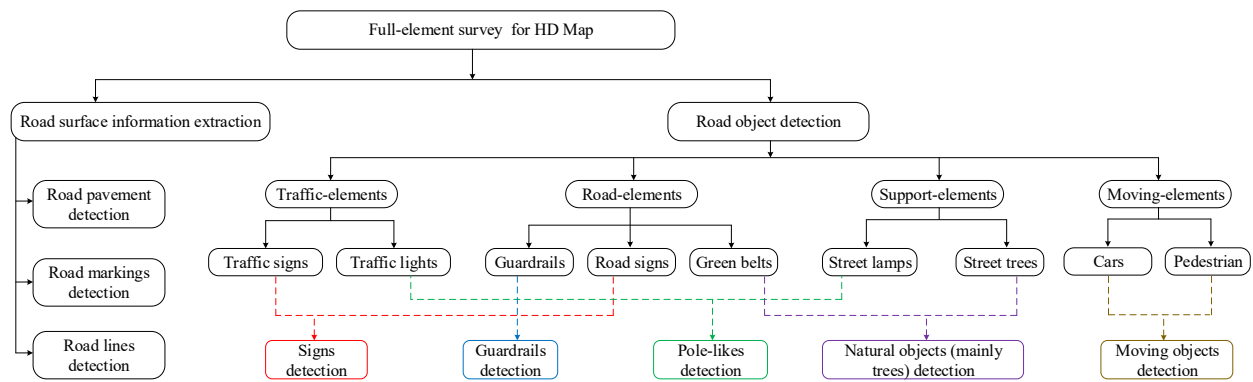 Full-element survey for HD Map
Road surface information extraction
Road object detection
Road pavement
detection
Road markings
detection
Road lines
detection
Traffic-elements
Road-elements
Support-elements
Moving-elements
Traffic signs
Traffic lights
Guardrails
Road signs
Green belts
Street lamps
Street trees
Cars
Pedestrian
Signs
detection
Guardrails
detection
Pole-likes
detection
Natural objects (mainly
trees) detection
Moving objects
detection